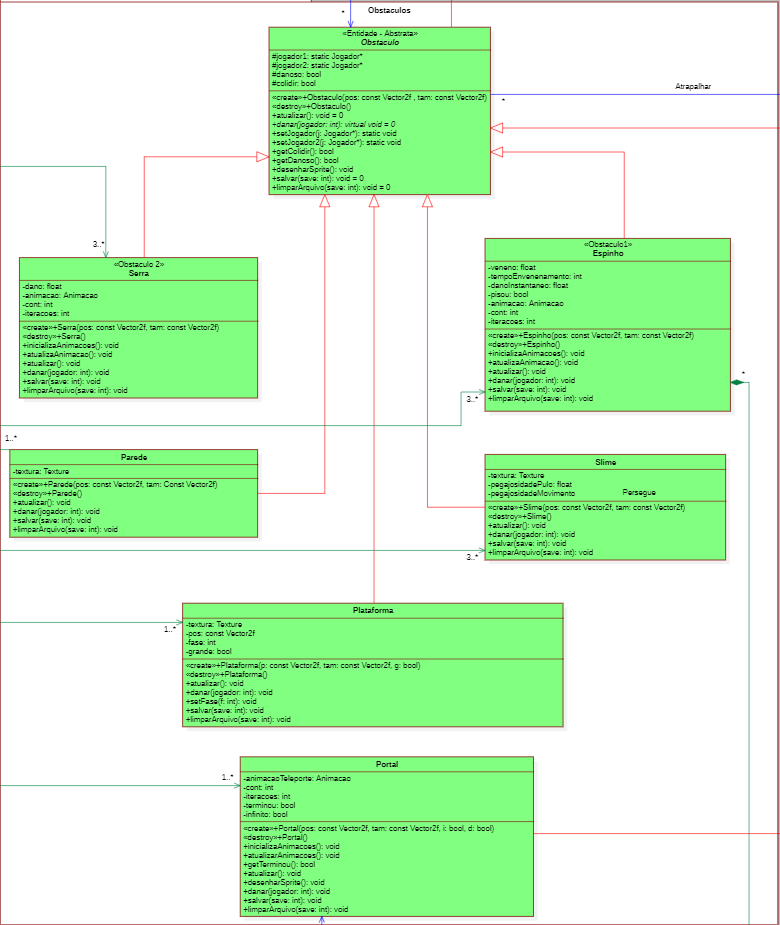 Obstaculos
*
«Entidade - Abstrata»
Obstaculo
#jogador1: static Jogador*
#jogador2: static Jogador*
#danoso: bool
#colidir: bool
«create»+Obstaculo(pos: const Vector2f , tam: const Vector2f)
«destroy»+Obstaculo()
+atualizar(): void = 0
+danar(jogador: int): virtual void = 0
+setJogador(j: Jogador*): static void
+setJogador2(j: Jogador*): static void
+getColidir(): bool
+getDanoso(): bool
+desenharSprite(): void
+salvar(save: int): void = 0
+limparArquivo(save: int): void = 0
Atrapalhar
*
3..*
«Obstaculo 2»
Serra
-dano: float
-animacao: Animacao
-cont: int
-iteracoes: int
«create»+Serra(pos: const Vector2f, tam: const Vector2f)
«destroy»+Serra()
+inicializaAnimacoes(): void
+atualizaAnimacao(): void
+atualizar(): void
+danar(jogador: int): void
+salvar(save: int): void
+limparArquivo(save: int): void
«Obstaculo1»
Espinho
-veneno: float
-tempoEnvenenamento: int
-danoInstantaneo: float
-pisou: bool
-animacao: Animacao
-cont: int
-iteracoes: int
«create»+Espinho(pos: const Vector2f, tam: const Vector2f)
«destroy»+Espinho()
+inicializaAnimacoes(): void
+atualizaAnimacao(): void
+atualizar(): void
+danar(jogador: int): void
+salvar(save: int): void
+limparArquivo(save: int): void
*
3..*
1..*
Parede
-textura: Texture
«create»+Parede(pos: const Vector2f, tam: Const Vector2f)
«destroy»+Parede()
+atualizar(): void
+danar(jogador: int): void
+salvar(save: int): void
+limparArquivo(save: int): void
Slime
-textura: Texture
-pegajosidadePulo: float
-pegajosidadeMovimento
Persegue
«create»+Slime(pos: const Vector2f, tam: const Vector2f)
«destroy»+Slime()
+atualizar(): void
+danar(jogador: int): void
+salvar(save: int): void
+limparArquivo(save: int): void
3..*
1..*
Plataforma
-textura: Texture
-pos: const Vector2f
-fase: int
-grande: bool
«create»+Plataforma(p: const Vector2f, tam: const Vector2f, g: bool)
«destroy»+Plataforma()
+atualizar(): void
+danar(jogador: int): void
+setFase(f: int): void
+salvar(save: int): void
+limparArquivo(save: int): void
1..*
Portal
-animacaoTeleporte: Animacao
-cont: int
-iteracoes: int
-terminou: bool
-infinito: bool
«create»+Portal(pos: const Vector2f, tam: const Vector2f, i: bool, d: bool)
«destroy»+Portal()
+inicializaAnimacoes(): void
+atualizarAnimacoes(): void
+getTerminou(): bool
+atualizar(): void
+desenharSprite(): void
+danar(jogador: int): void
+salvar(save: int): void
+limparArquivo(save: int): void